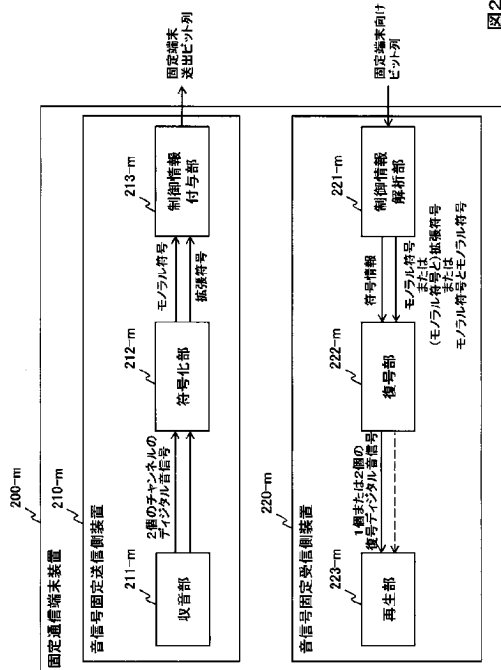 200-m
固定通信端末装置
210-m
音信号固定送信側装置
211-m
収音部
2個のチャンネルの
ディジタル音信号
212-m
符号化部
モノラル符号
拡張符号
213-m
制御情報
付与部
固定端末
送出ビット列
220-m
音信号固定受信側装置
223-m
再生部
1個または2個の
復号ディジタル音信号
222-m
復号部
符号情報
モノラル符号
または
(モノラル符号と)拡張符号
または
モノラル符号とモノラル符号
221-m
制御情報
解析部
固定端末向け
ビット列
図2